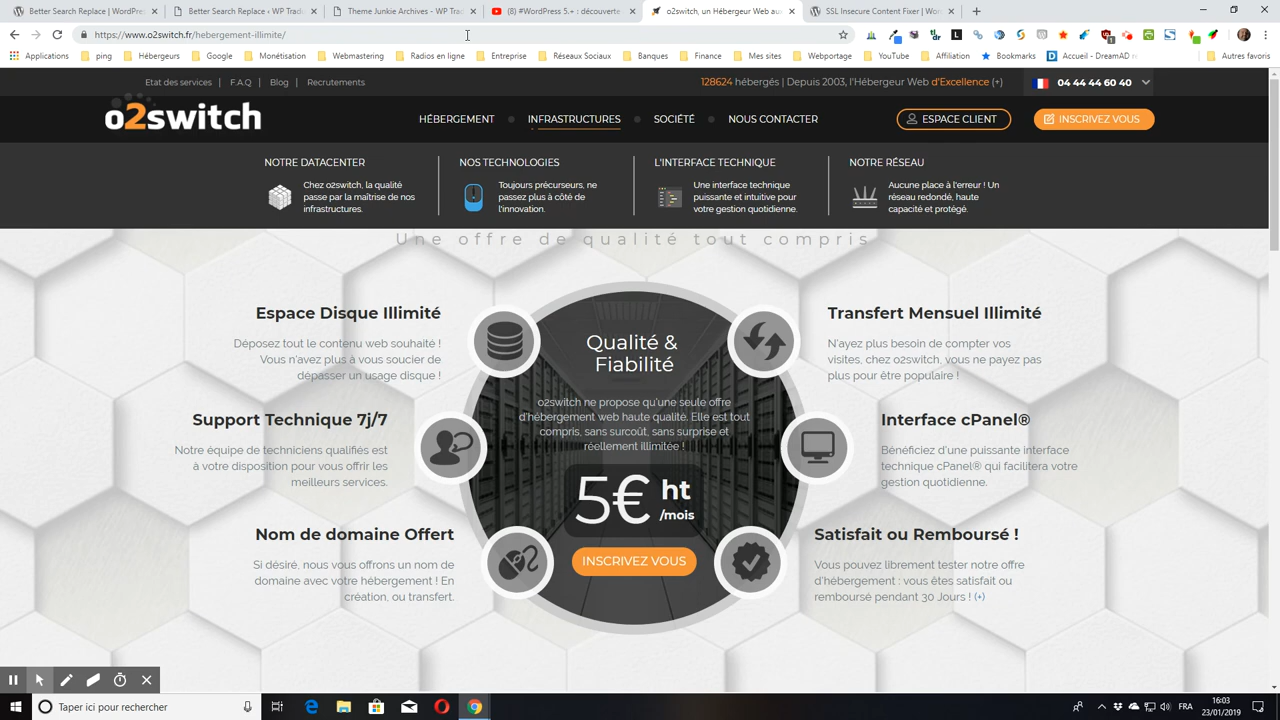 Better Search Replace | WordPres
Better Search Replace ‹ WP Tradu
Theme Junkie Archives - WP Trad
(8) #WordPress 5.+ : découverte
o2switch, un Hébergeur Web au
SSL Insecure Content Fixer | Wor
https://www.o2switch.fr/hebergement-illimite/
Applications
ping
Hébergeurs
Google
Monétisation
Webmastering
Radios en ligne
Entreprise
Réseaux Sociaux
Banques
Finance
Mes sites
Webportage
YouTube
Affiliation
Bookmarks
Accueil – DreamAD te
Autres favoris
Etat des services | F.A.Q | Blog | Recrutements
128624 hébergés | Depuis 2003, l'Hébergeur Web d'Excellence (+)
04 44 44 60 40
o2switch
HÉBERGEMENT
INFRASTRUCTURES
SOCIÉTÉ
NOUS CONTACTER
ESPACE CLIENT
INSCRIVEZ VOUS
NOTRE DATACENTER
Chez o2switch, la qualité
passe par la maîtrise de nos
infrastructures.
NOS TECHNOLOGIES
Toujours précurseurs, ne
passez plus à côté de
l'innovation.
L'INTERFACE TECHNIQUE
Une interface technique
puissante et intuitive pour
votre gestion quotidienne.
NOTRE RÉSEAU
Aucune place à l'erreur ! Un
réseau redondé, haute
capacité et protégé.
Une offre de qualité tout compris
Espace Disque Illimité
Déposez tout le contenu web souhaité !
Vous n'avez plus à vous soucier de
dépasser un usage disque !
Support Technique 7j/7
Notre équipe de techniciens qualifiés est
à votre disposition pour vous offrir les
meilleurs services.
Nom de domaine Offert
Si désiré, nous vous offrons un nom de
domaine avec votre hébergement ! En
création, ou transfert.
Qualité &
Fiabilité
o2switch ne propose qu'une seule offre
d'hébergement web haute qualité. Elle est tout
compris, sans surcoût, sans surprise et
réellement illimitée !
5€ ht
/mois
INSCRIVEZ VOUS
Transfert Mensuel Illimité
N'ayez plus besoin de compter vos
visites, chez o2switch, vous ne payez pas
plus pour être populaire !
Interface cPanel®
Bénéficiez d'une puissante interface
technique cPanel® qui facilitera votre
gestion quotidienne.
Satisfait ou Remboursé !
Vous pouvez librement tester notre offre
d'hébergement : vous êtes satisfait ou
remboursé pendant 30 Jours ! (+)
Taper ici pour rechercher
FRA
16:03
23/01/2019